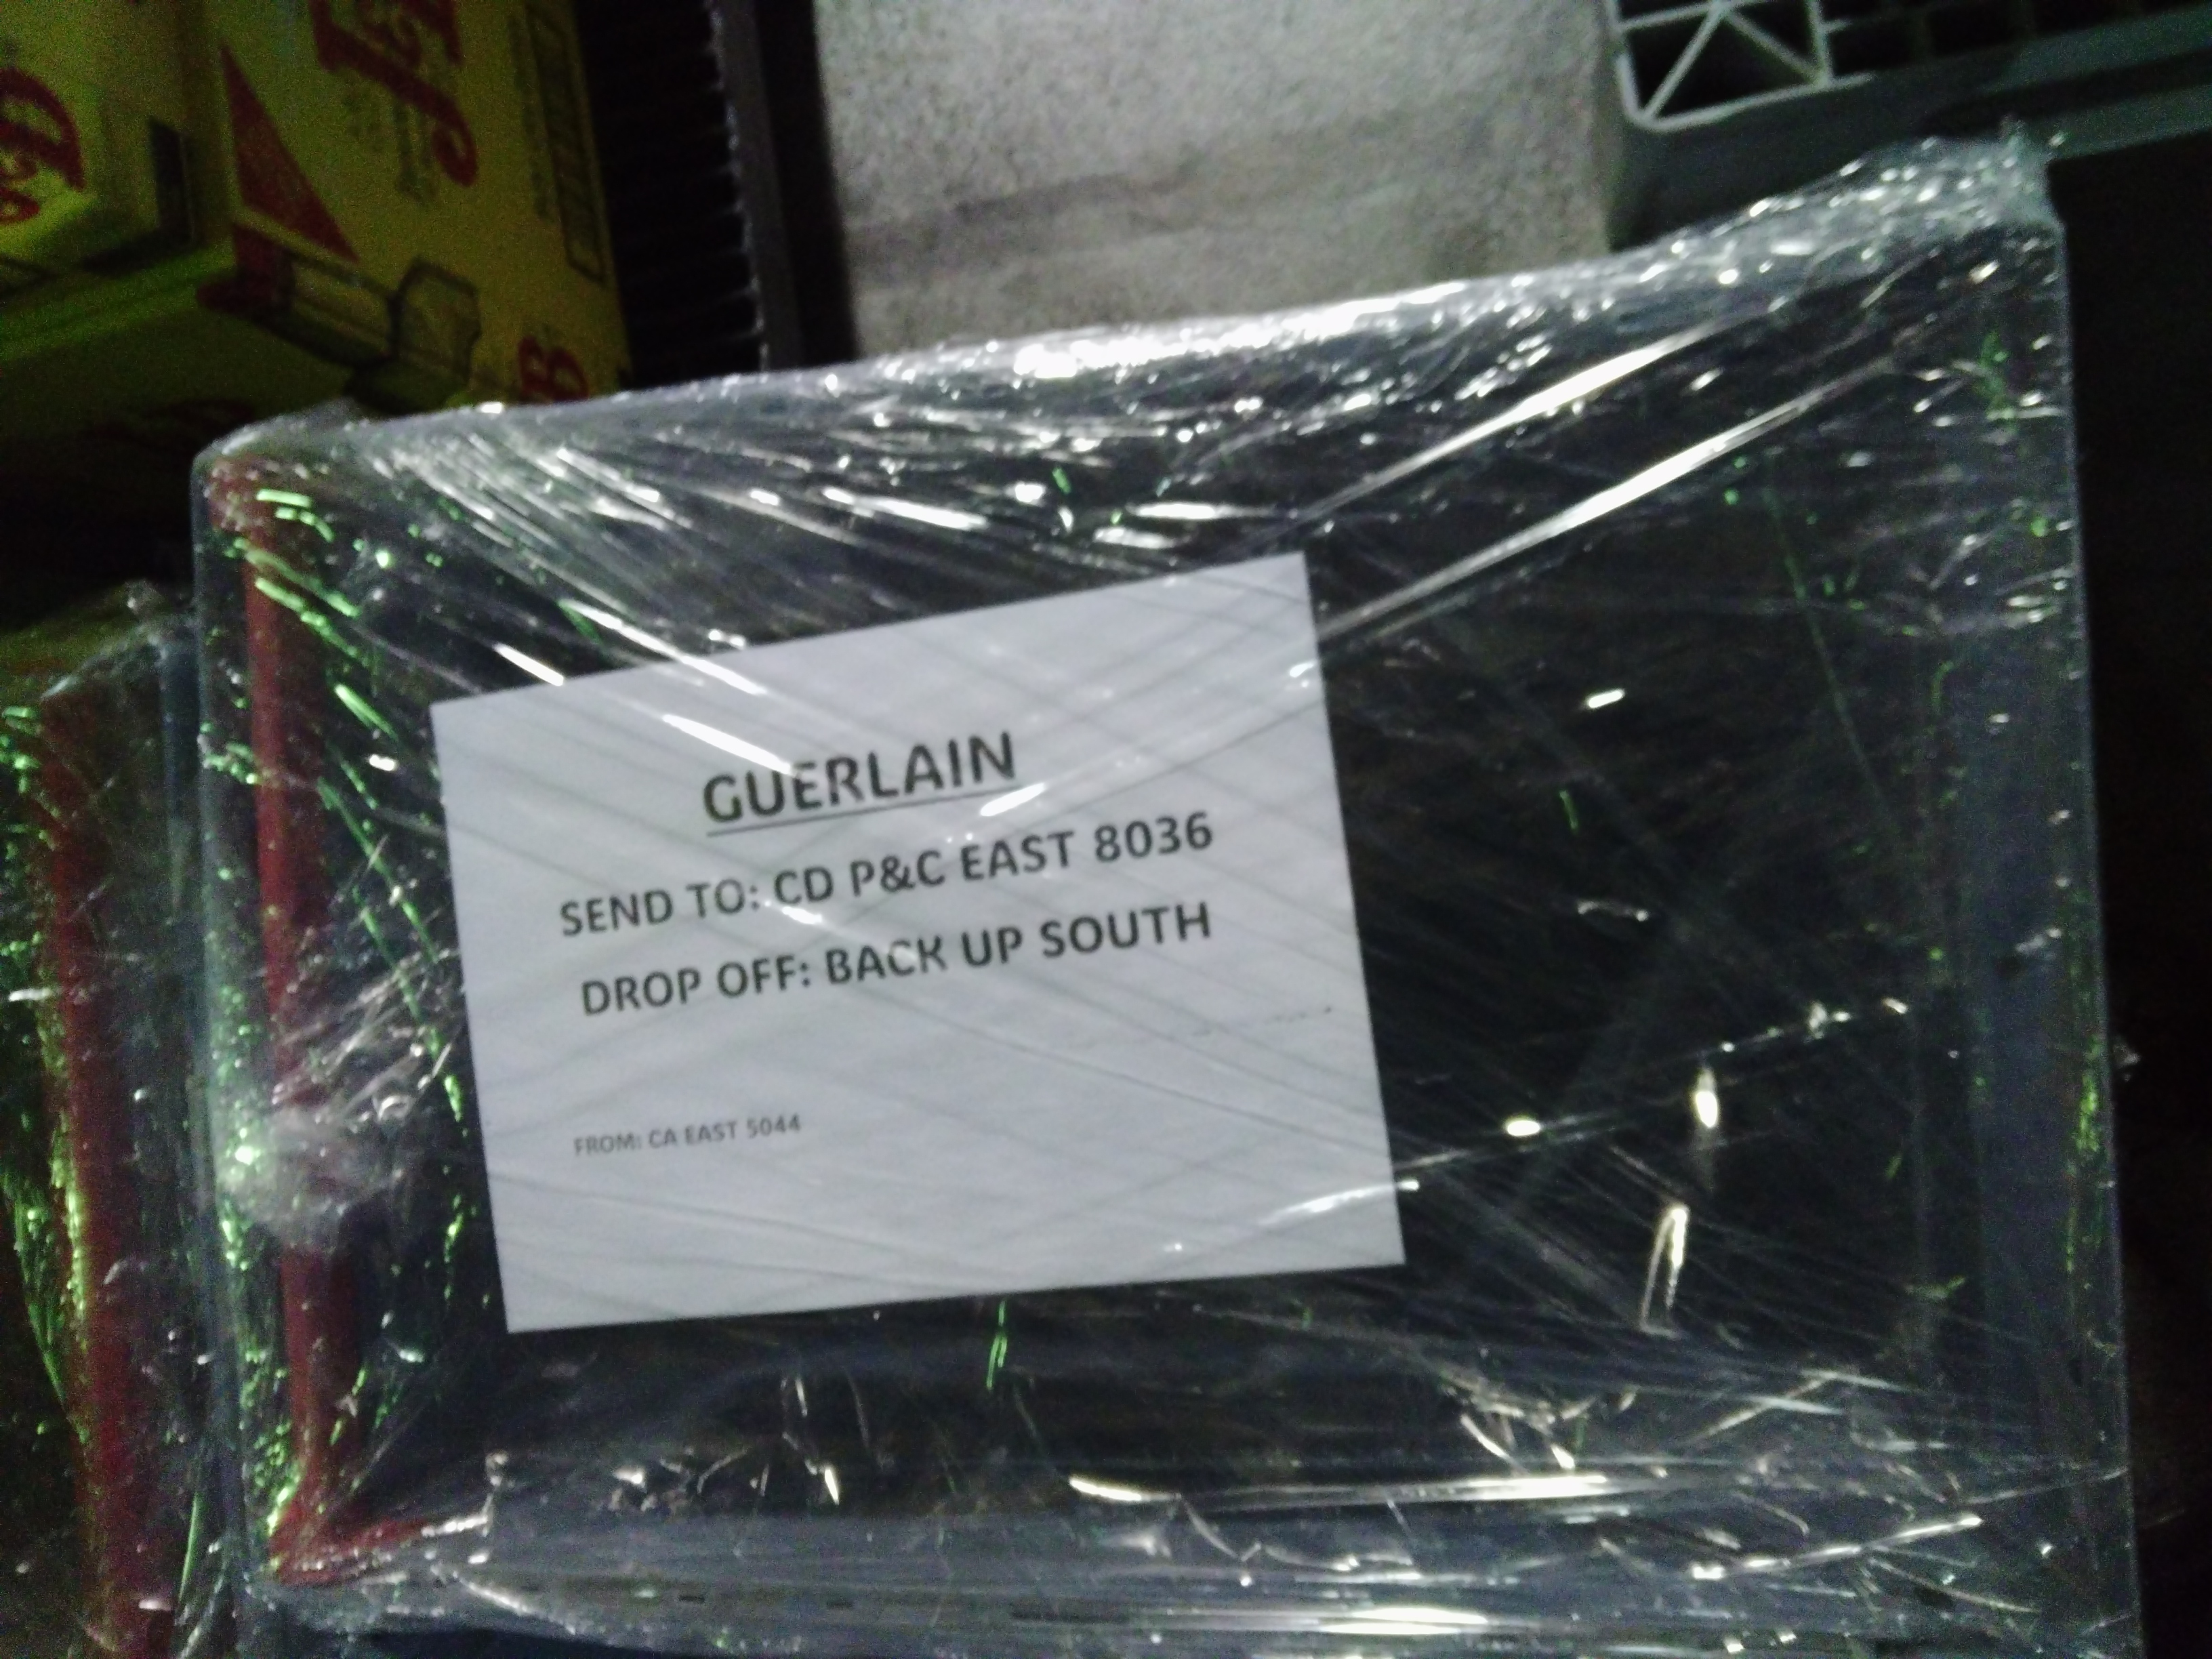 GUERLAIN
SEND TO: CD P&C EAST 8036
DROP OFF: BACK UP SOUTH
FROM: CA EAST 5044